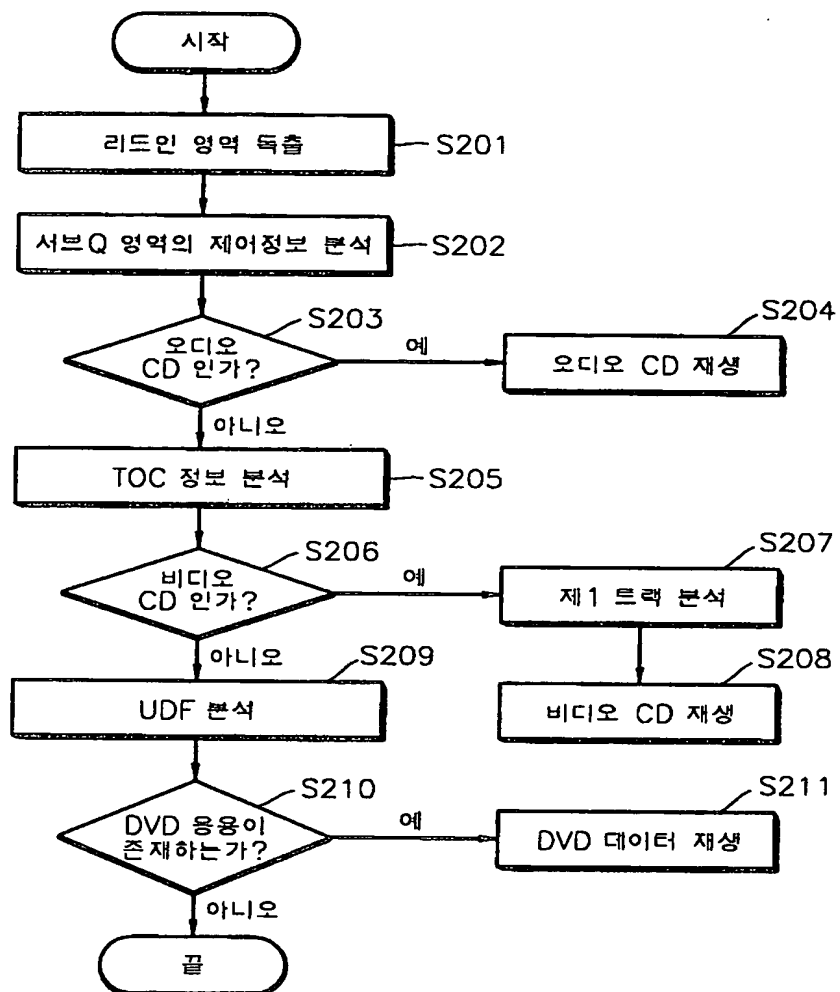 시작
리드인 영역 독출
S201
서브Q 영역의 제어정보 분석
S202
S203
오디오
CD 인가?
예
S204
오디오 CD 재생
아니오
TOC 정보 분석
S205
S206
비디오
CD 인가?
예
S207
제1 트랙 분석
아니오
S209
UDF 분석
S208
비디오 CD 재생
S210
DVD 응용이
존재하는가?
예
S211
DVD 데이터 재생
아니오
끝